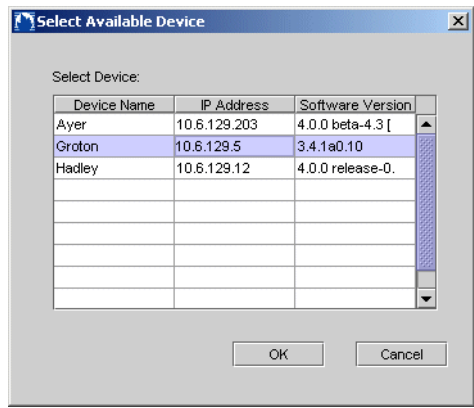 Select Available Device
Select Device:
Device Name IP Address Software Version
Ayer 10.6.129.203 4.0.0 beta-4.3 [
Groton 10.6.129.5 3.4.1a0.10
Hadley 10.6.129.12 4.0.0 release-0.
OK Cancel